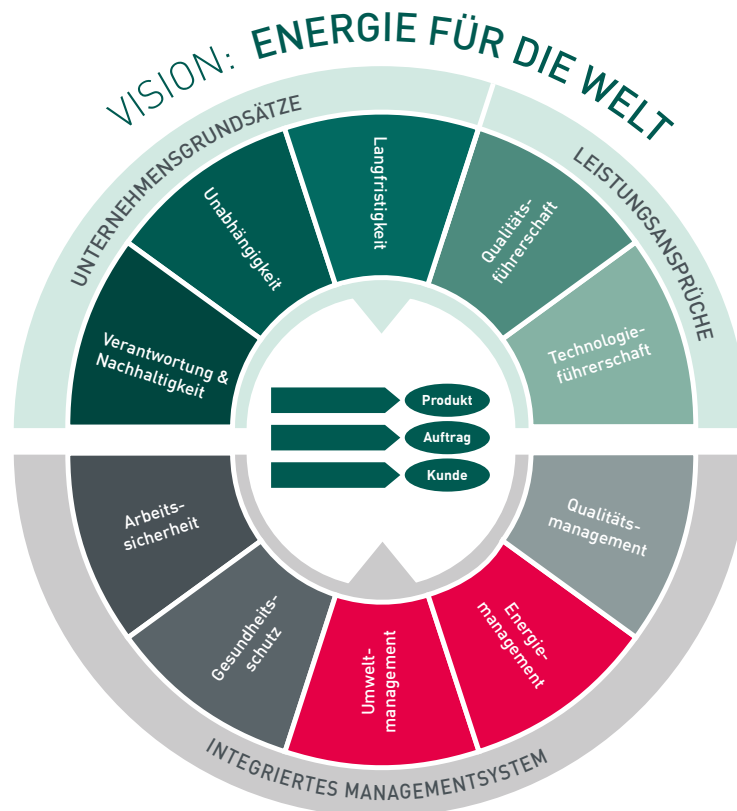 VISION: ENERGIE FÜR DIE WELT
UNTERNEHMENSGRUNDSÄTZE
LEISTUNGSANSPRÜCHE
Verantwortung &
Nachhaltigkeit
Unabhängigkeit
Langfristigkeit
Qualitäts-
führerschaft
Technologie-
führerschaft
Produkt
Auftrag
Kunde
Arbeits-
sicherheit
Gesundheits-
schutz
Umwelt-
management
Energie-
management
Qualitäts-
management
INTEGRIERTES MANAGEMENTSYSTEM